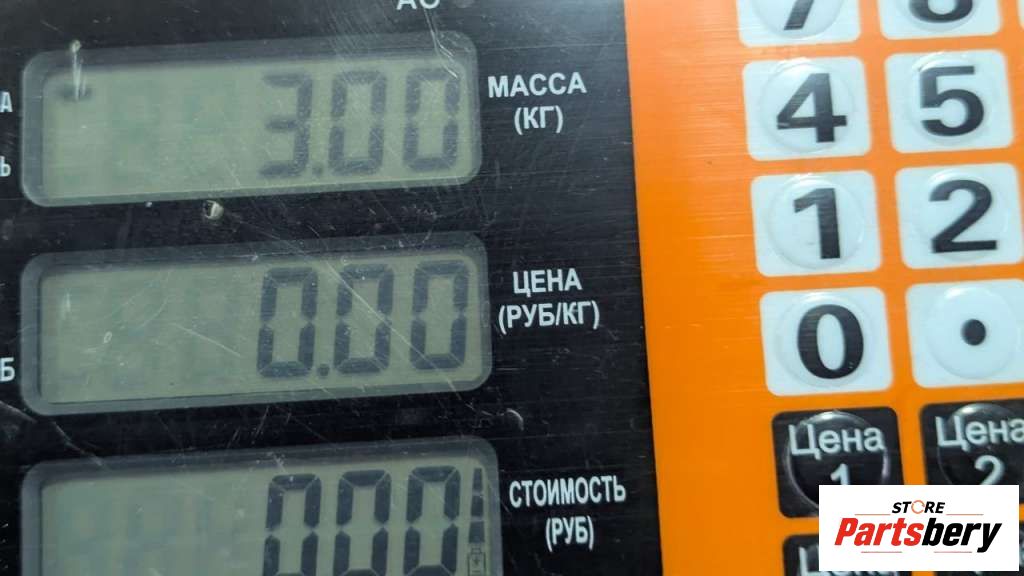 3.00
МАССА
(КГ)
0.00
ЦЕНА
(РУБ/КГ)
0.00
СТОИМОСТЬ
(РУБ)
7 8
4 5
1 2
0 .
Цена Цена
1 2
STORE
Partsbery